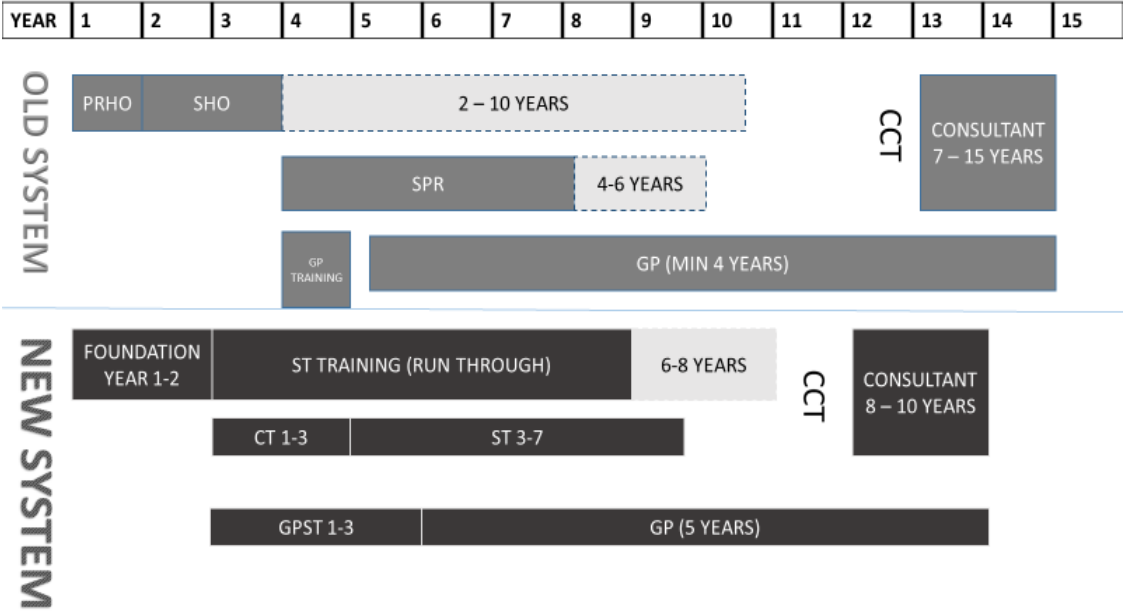 YEAR 1 2 3 4 5 6 7 8 9 10 11 12 13 14 15
OLD SYSTEM
PRHO
SHO
2 – 10 YEARS
CCT
CONSULTANT
7 – 15 YEARS
SPR
4-6 YEARS
GP
TRAINING
GP (MIN 4 YEARS)
NEW SYSTEM
FOUNDATION
YEAR 1-2
ST TRAINING (RUN THROUGH)
6-8 YEARS
CCT
CONSULTANT
8 – 10 YEARS
CT 1-3
ST 3-7
GPST 1-3
GP (5 YEARS)